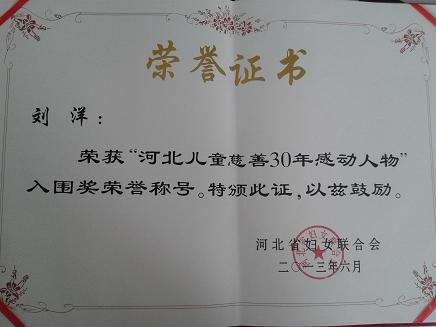 荣誉证书
刘洋：
荣获“河北儿童慈善30年感动人物”
入围奖荣誉称号。特颁此证，以兹鼓励。
河北省妇女联合会
二〇一三年六月